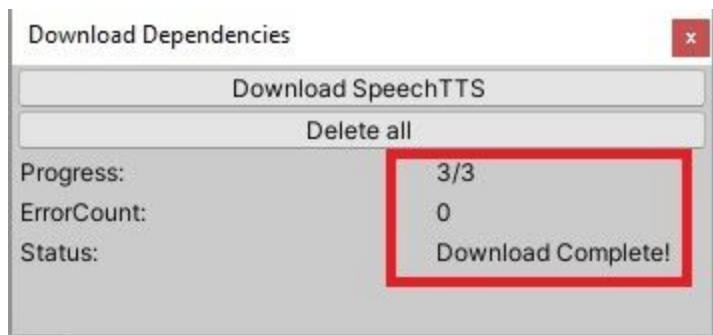 Download Dependencies
x
Download SpeechTTS
Delete all
Progress: 3/3
ErrorCount: 0
Status: Download Complete!